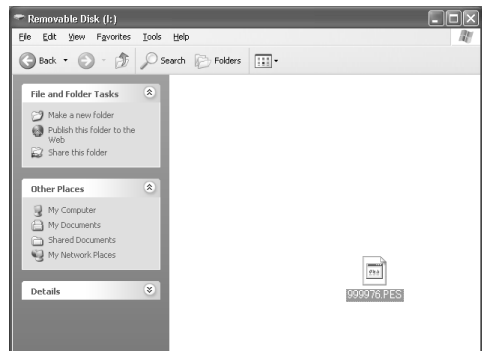 Removable Disk (I:)
File Edit View Favorites Tools Help
Back Search Folders
File and Folder Tasks
Make a new folder
Publish this folder to the
Web
Share this folder
Other Places
My Computer
My Documents
Shared Documents
My Network Places
Details
999976.PES